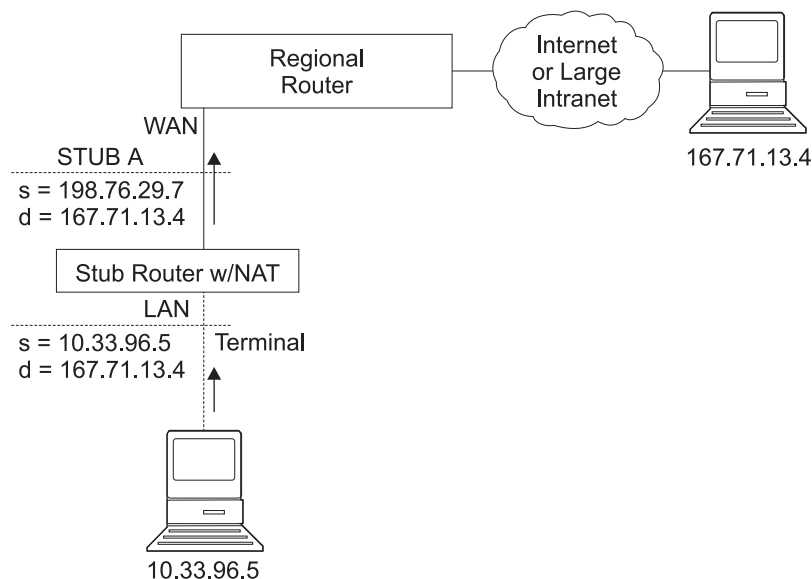 Regional
Router
Internet
or Large
Intranet
167.71.13.4
WAN
STUB A
s = 198.76.29.7
d = 167.71.13.4
Stub Router w/NAT
LAN
s = 10.33.96.5
d = 167.71.13.4
Terminal
10.33.96.5